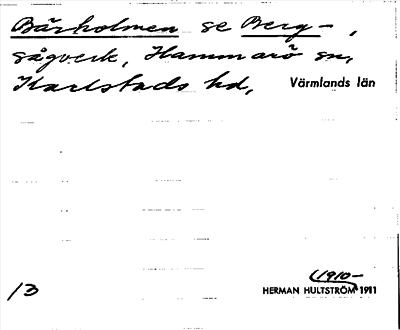 Bärholmen se Berg-,
sågverk, Hammarö sn,
Karlstads hd, Värmlands län
(1910-
13 HERMAN HULTSTRÖM 1911